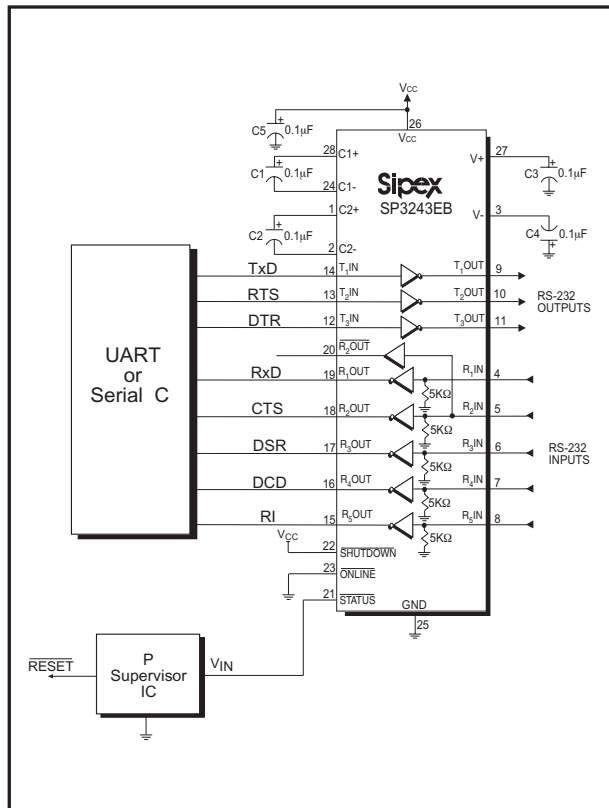 VCC
26
VCC
C5
+
0.1µF
28
C1+
C1
+
0.1µF
24
C1-
1
C2+
C2
+
0.1µF
2
C2-
Sipex
SP3243EB
V+
27
C3
+
0.1µF
V-
3
C4
+
0.1µF
UART
or
Serial C
TxD
14
T1IN
T1OUT
9
RTS
13
T2IN
T2OUT
10
DTR
12
T3IN
T3OUT
11
RS-232
OUTPUTS
20
R2OUT
RxD
19
R1OUT
R1IN
4
5KΩ
CTS
18
R2OUT
R2IN
5
5KΩ
DSR
17
R3OUT
R3IN
6
5KΩ
RS-232
INPUTS
DCD
16
R4OUT
R4IN
7
5KΩ
RI
15
R5OUT
R5IN
8
5KΩ
VCC
22
SHUTDOWN
23
ONLINE
21
STATUS
GND
25
RESET
P
Supervisor
IC
VIN